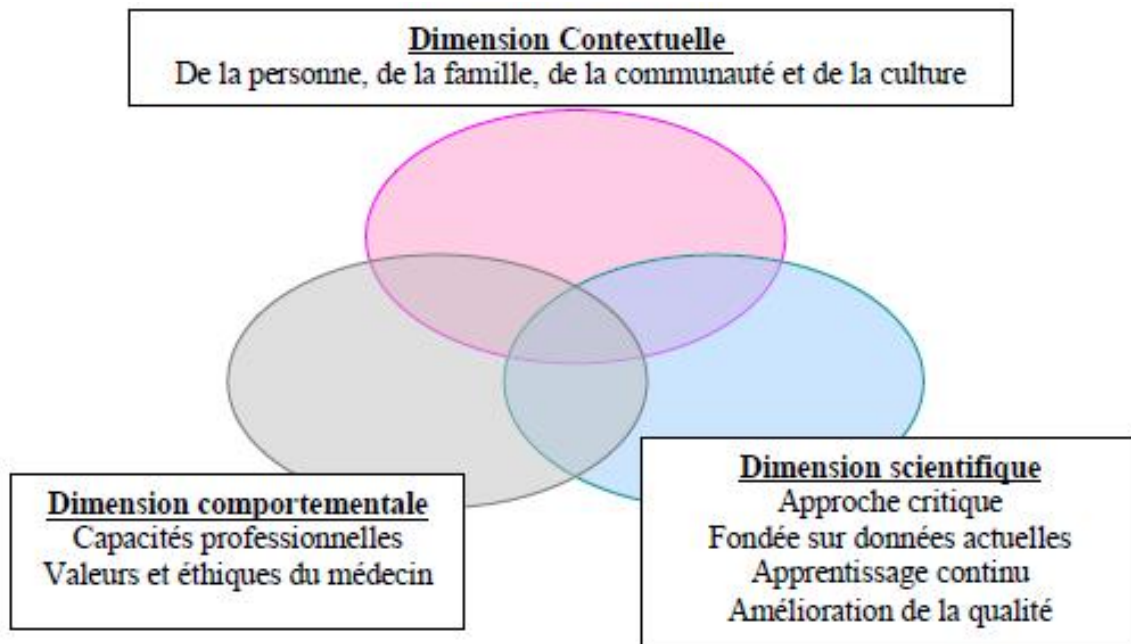 Dimension Contextuelle
De la personne, de la famille, de la communauté et de la culture
Dimension comportementale
Capacités professionnelles
Valeurs et éthiques du médecin
Dimension scientifique
Approche critique
Fondée sur données actuelles
Apprentissage continu
Amélioration de la qualité